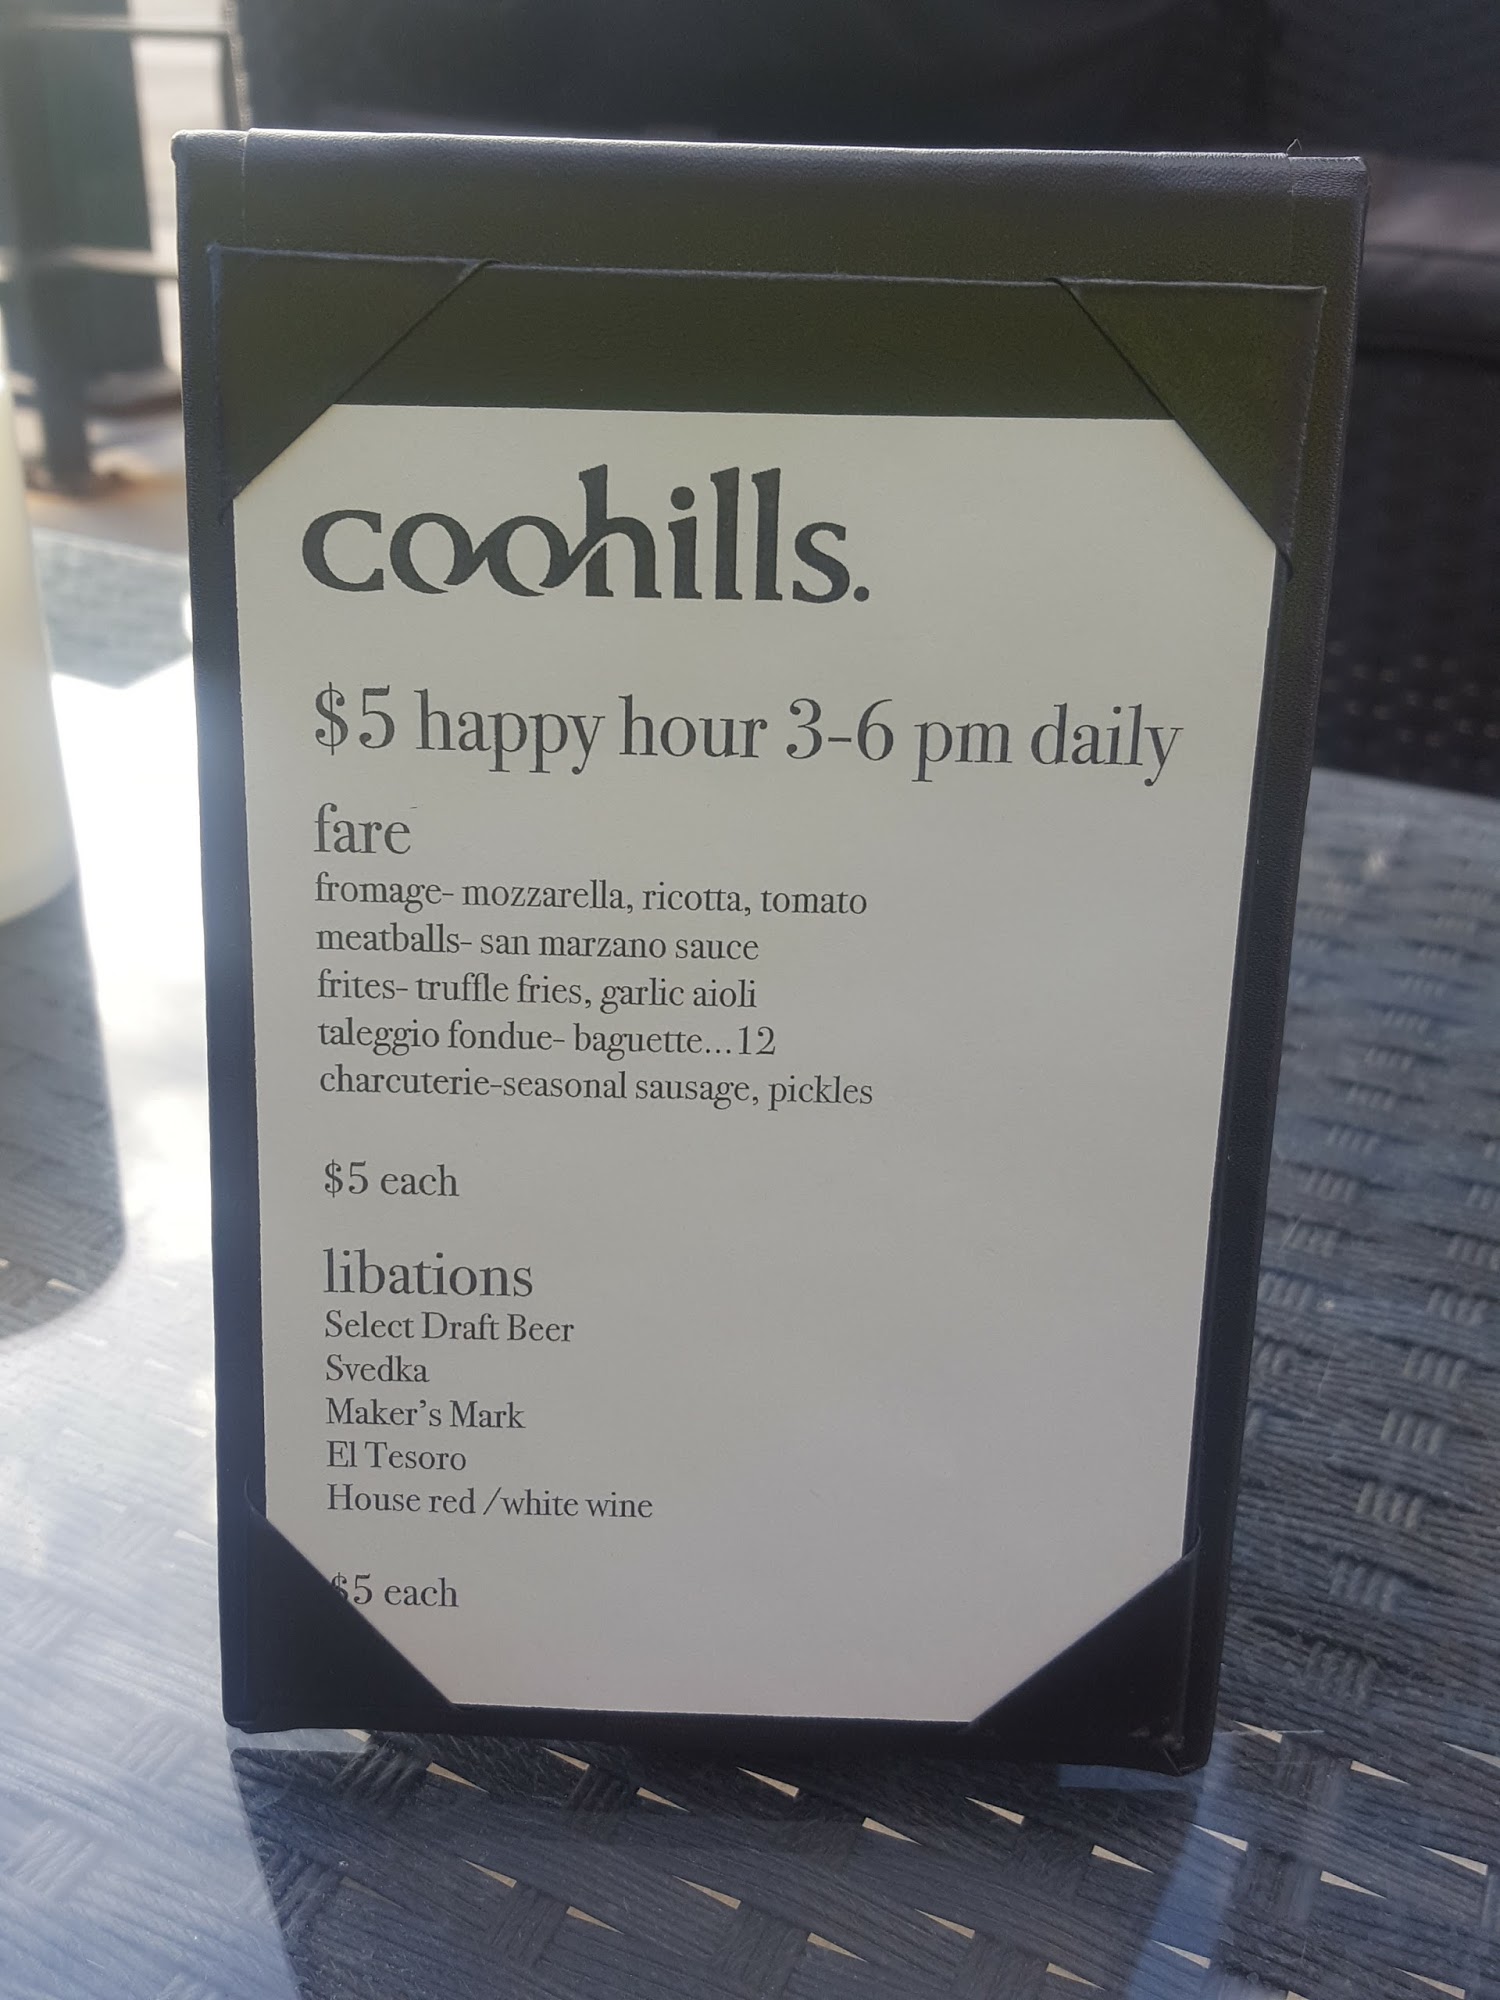 coohills.
$5 happy hour 3-6 pm daily
fare
fromage- mozzarella, ricotta, tomato
meatballs- san marzano sauce
frites- truffle fries, garlic aioli
taleggio fondue- baguette...12
charcuterie-seasonal sausage, pickles
$5 each
libations
Select Draft Beer
Svedka
Maker's Mark
El Tesoro
House red /white wine
$5 each